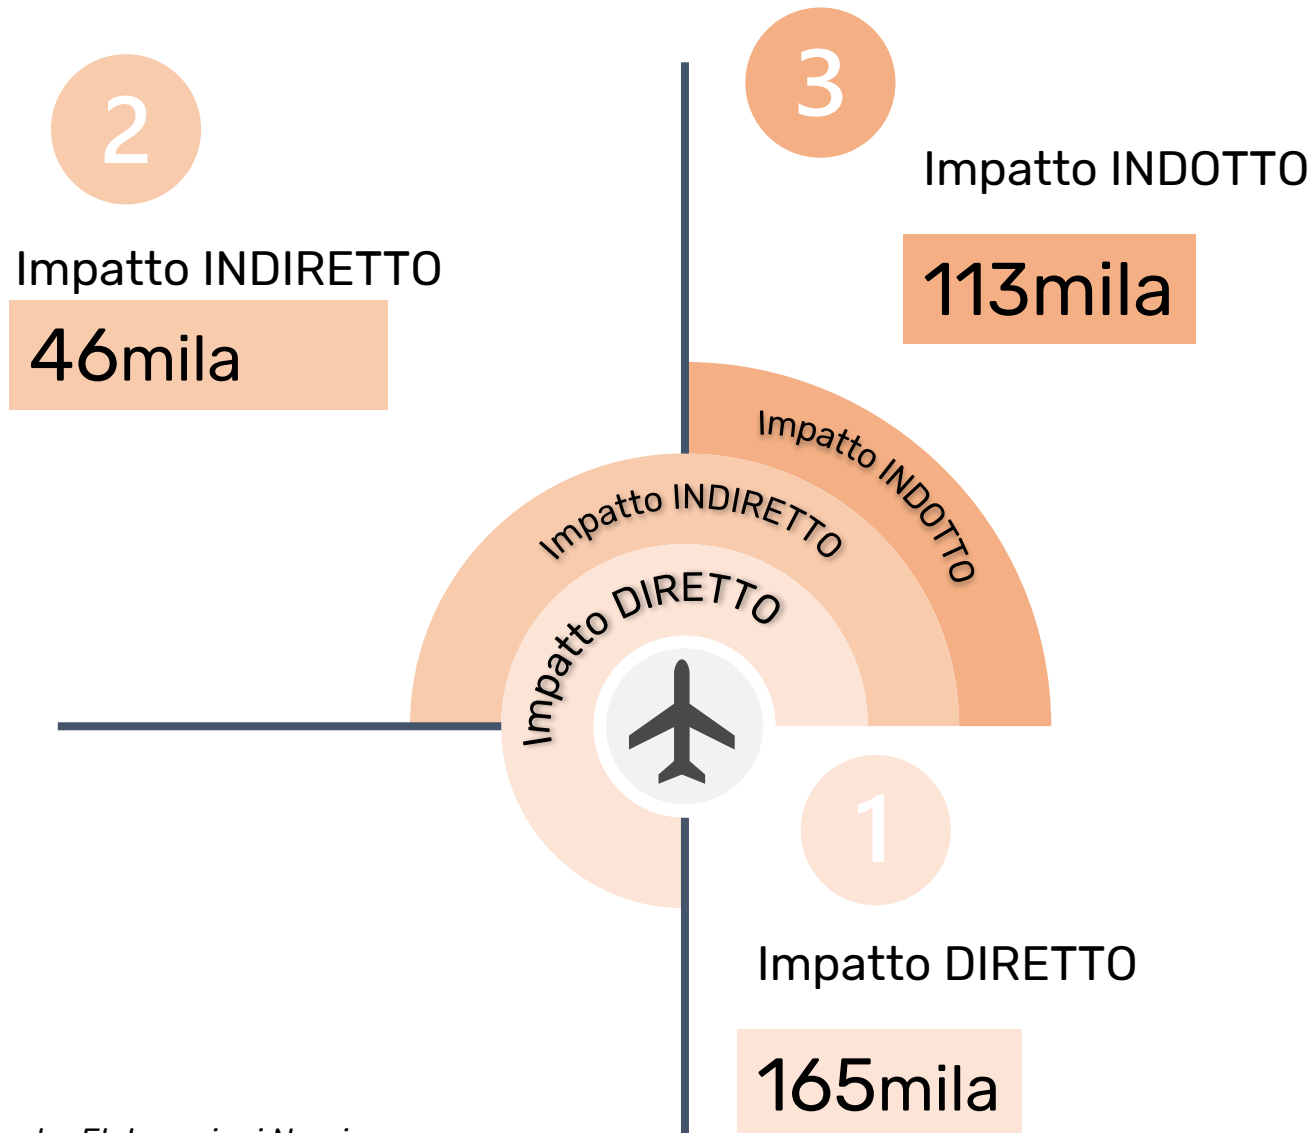 3
2
Impatto INDOTTO
Impatto INDIRETTO
113mila
46mila
Impatto INDOTTO
Impatto INDIRETTO
Impatto DIRETTO
1
Impatto DIRETTO
165mila